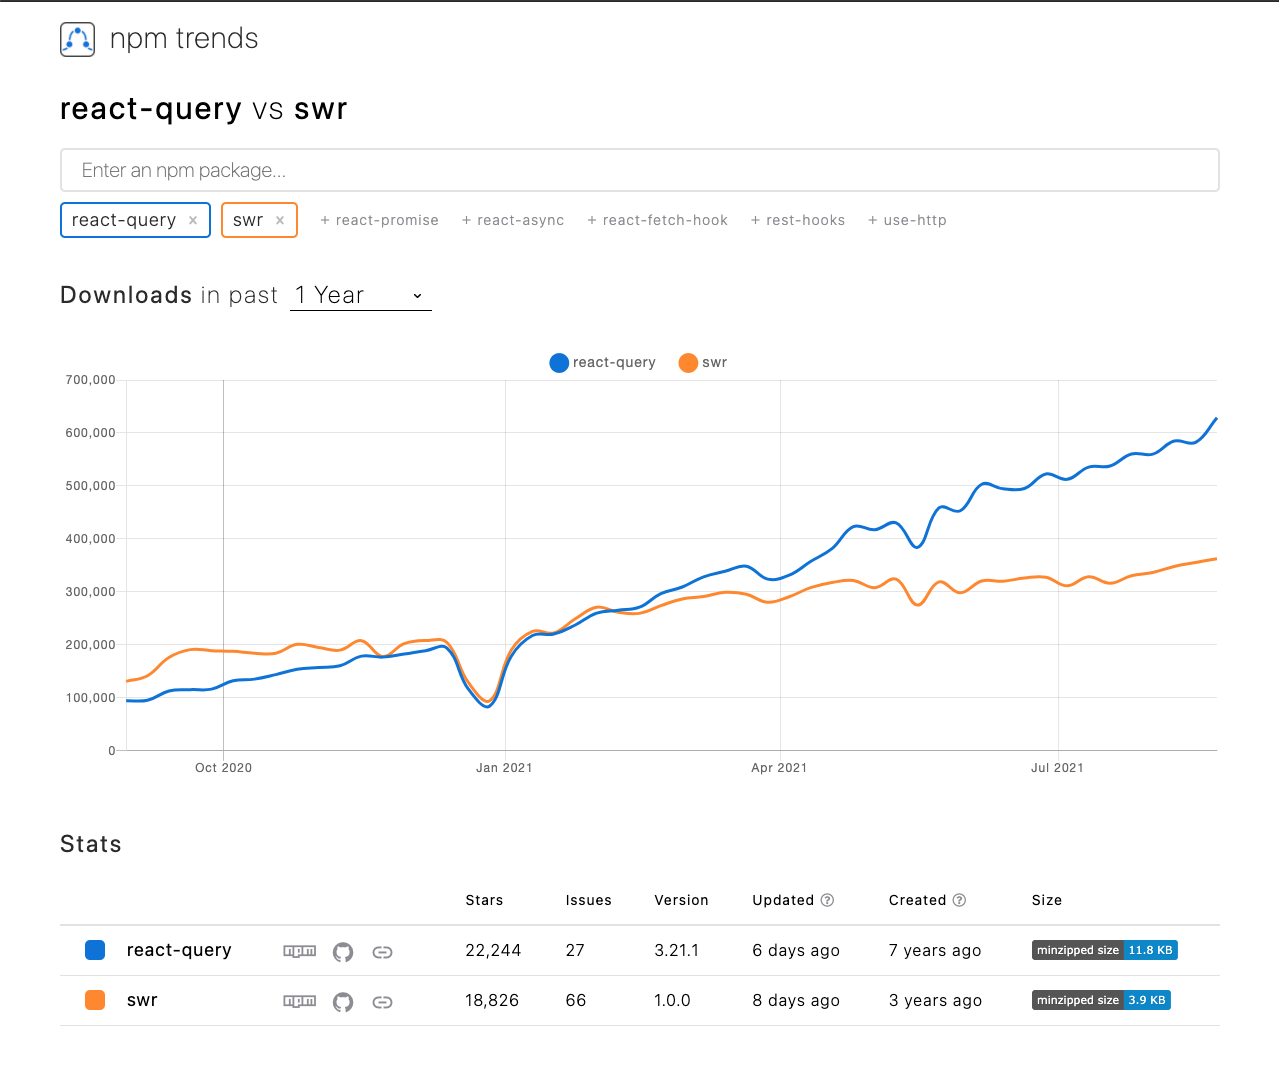 npm trends
react-query vs swr
Enter an npm package...
react-query × swr × + react-promise + react-async + react-fetch-hook + rest-hooks + use-http
Downloads in past 1 Year
react-query swr
700,000
600,000
500,000
400,000
300,000
200,000
100,000
0
Oct 2020 Jan 2021 Apr 2021 Jul 2021
Stats
Stars Issues Version Updated ? Created ? Size
react-query npm 22,244 27 3.21.1 6 days ago 7 years ago minzipped size 11.8 KB
swr npm 18,826 66 1.0.0 8 days ago 3 years ago minzipped size 3.9 KB